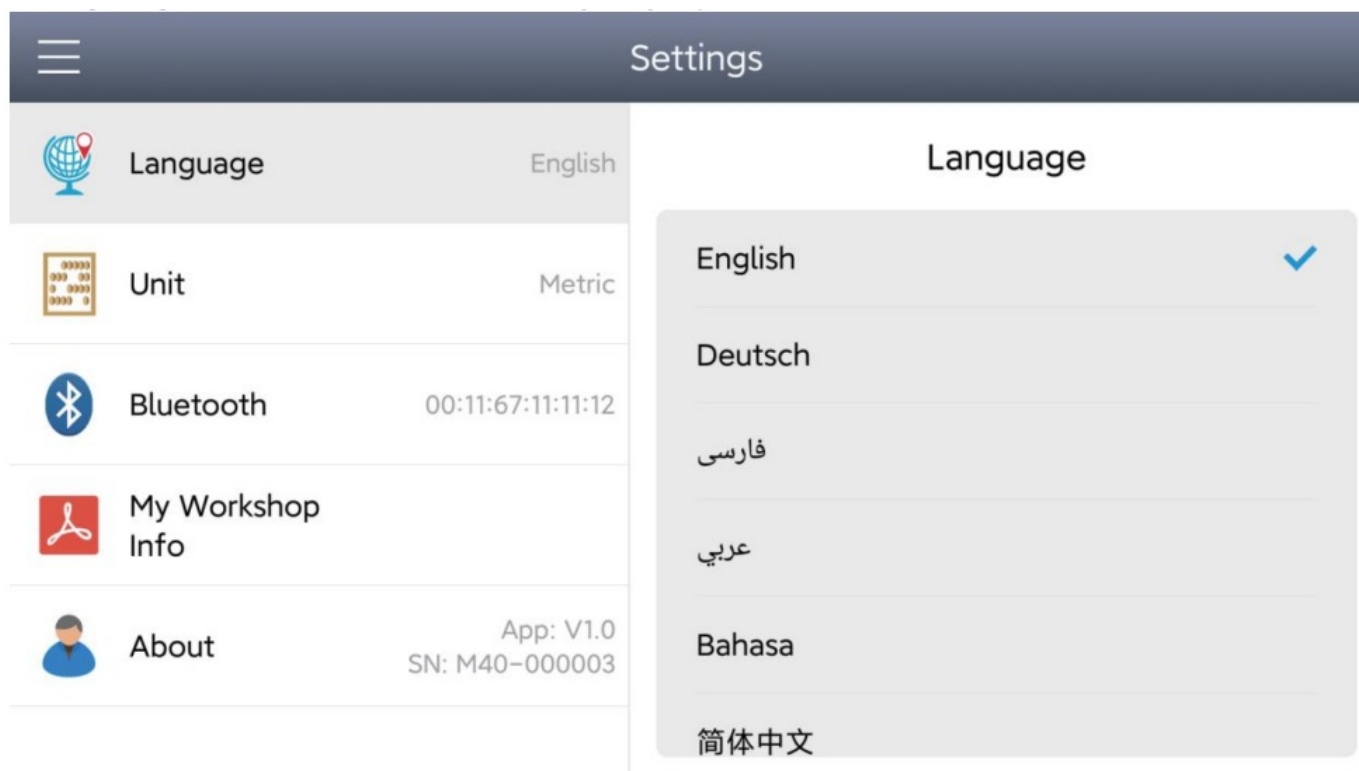 Settings
Language
English
Unit
Metric
Bluetooth
00:11:67:11:11:12
My Workshop
Info
About
App: V1.0
SN: M40-000003
Language
English
Deutsch
فارسی
عربي
Bahasa
简体中文